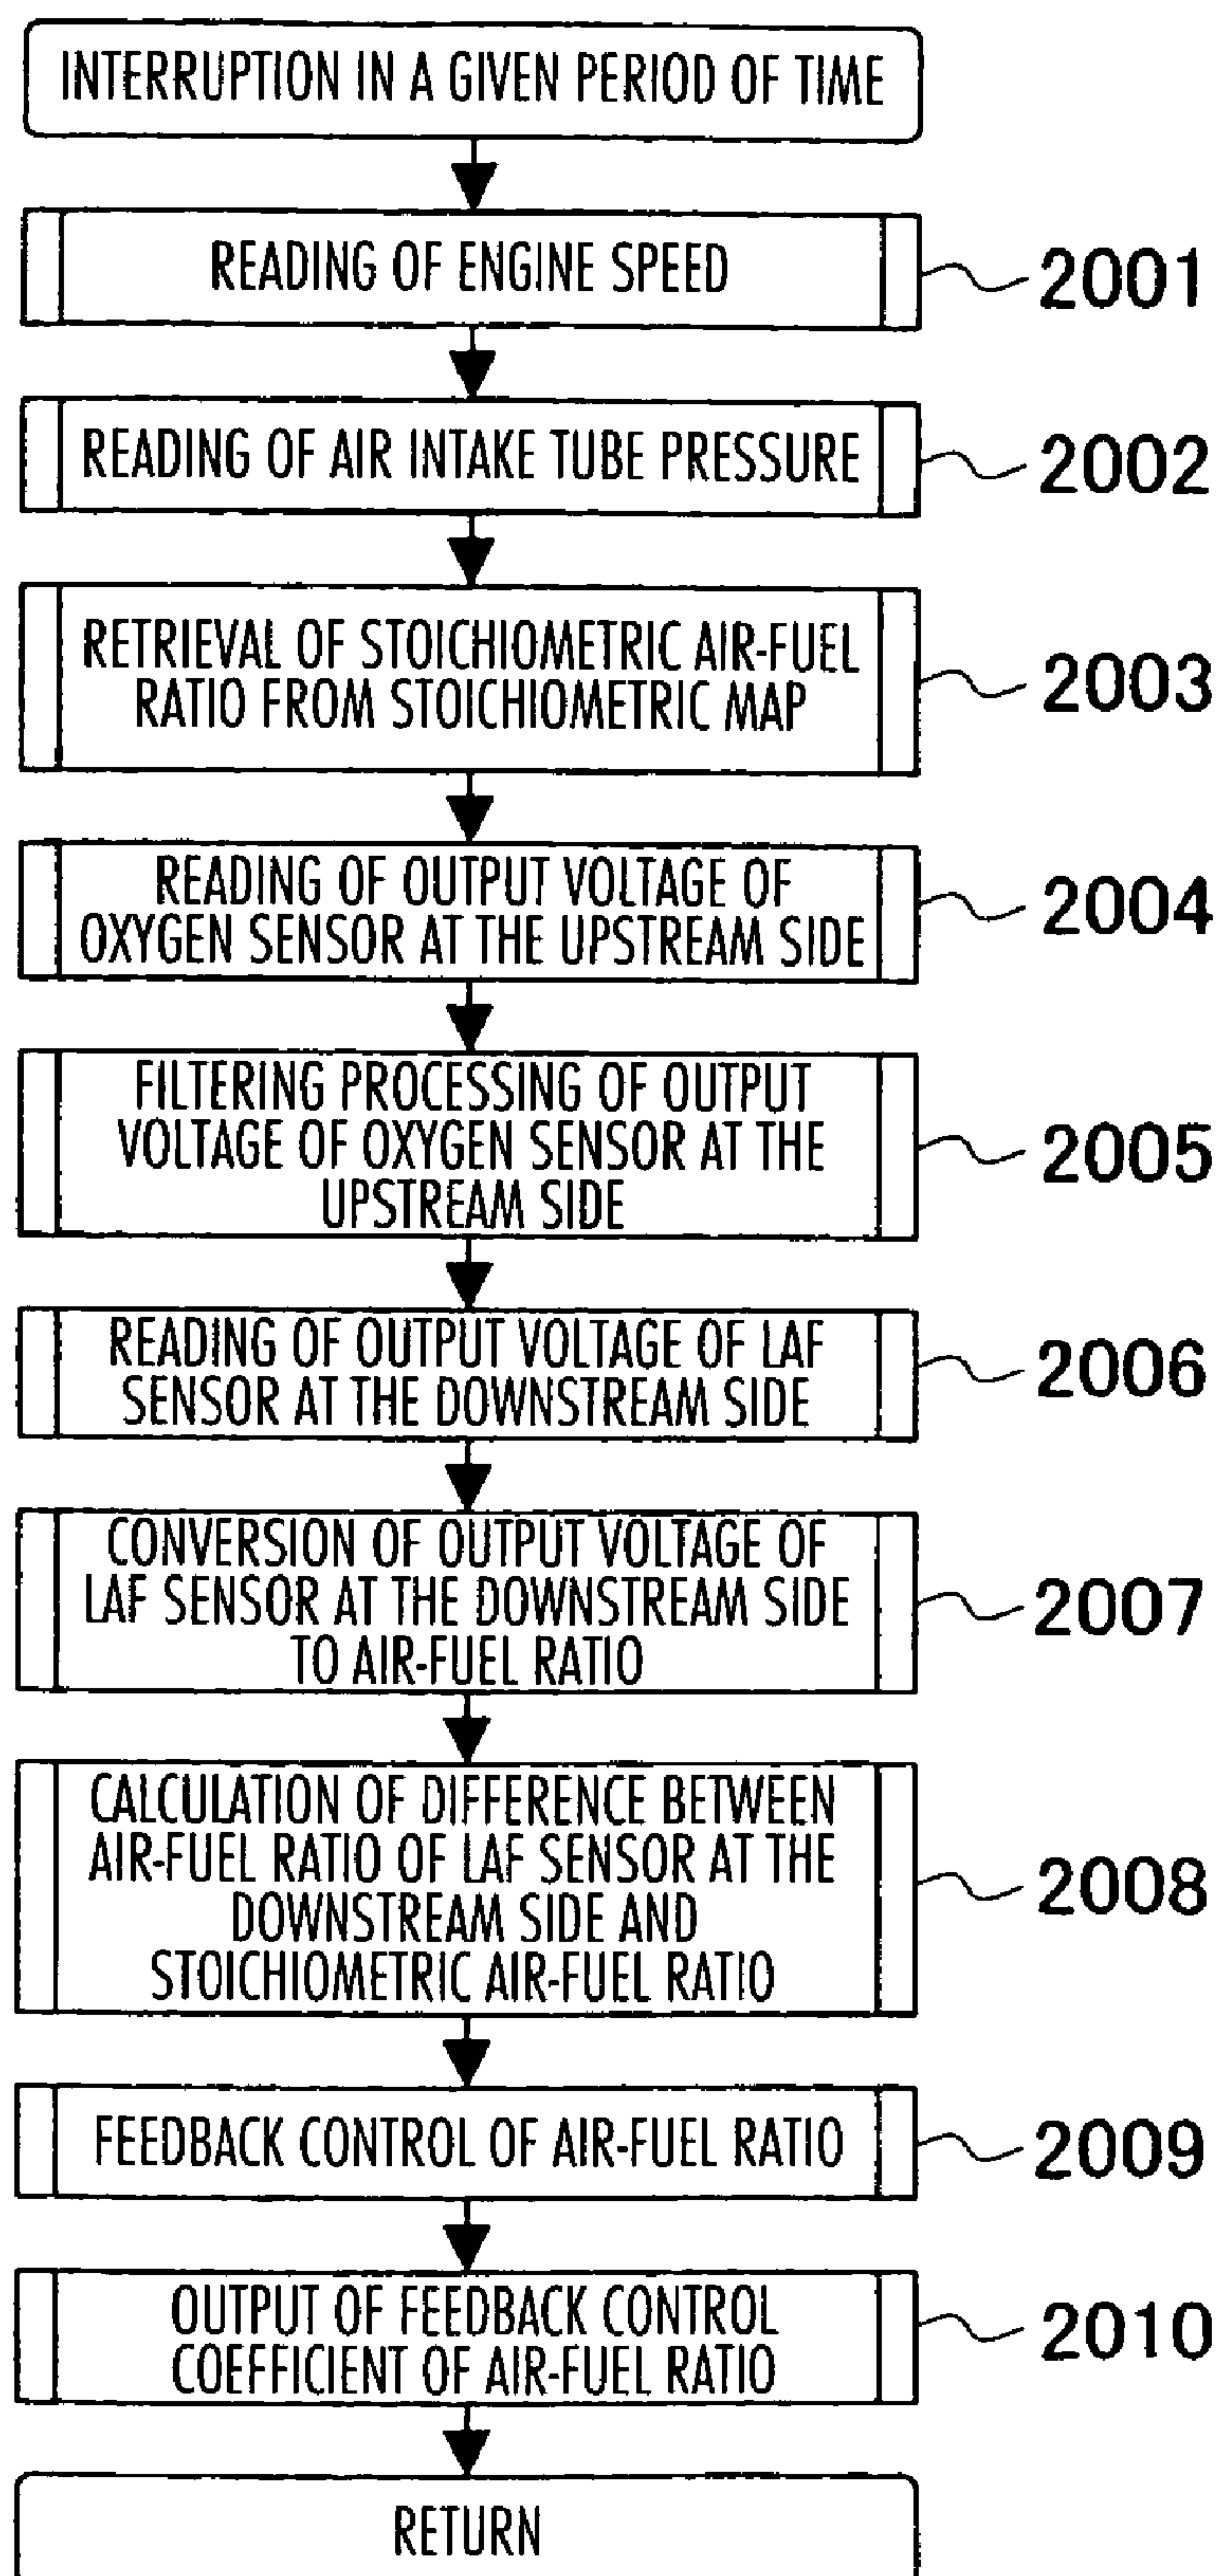 INTERRUPTION IN A GIVEN PERIOD OF TIME
READING OF ENGINE SPEED
2001
READING OF AIR INTAKE TUBE PRESSURE
2002
RETRIEVAL OF STOICHIOMETRIC AIR-FUEL
RATIO FROM STOICHIOMETRIC MAP
2003
READING OF OUTPUT VOLTAGE OF
OXYGEN SENSOR AT THE UPSTREAM SIDE
2004
FILTERING PROCESSING OF OUTPUT
VOLTAGE OF OXYGEN SENSOR AT THE
UPSTREAM SIDE
2005
READING OF OUTPUT VOLTAGE OF LAF
SENSOR AT THE DOWNSTREAM SIDE
2006
CONVERSION OF OUTPUT VOLTAGE OF
LAF SENSOR AT THE DOWNSTREAM SIDE
TO AIR-FUEL RATIO
2007
CALCULATION OF DIFFERENCE BETWEEN
AIR-FUEL RATIO OF LAF SENSOR AT THE
DOWNSTREAM SIDE AND
STOICHIOMETRIC AIR-FUEL RATIO
2008
FEEDBACK CONTROL OF AIR-FUEL RATIO
2009
OUTPUT OF FEEDBACK CONTROL
COEFFICIENT OF AIR-FUEL RATIO
2010
RETURN